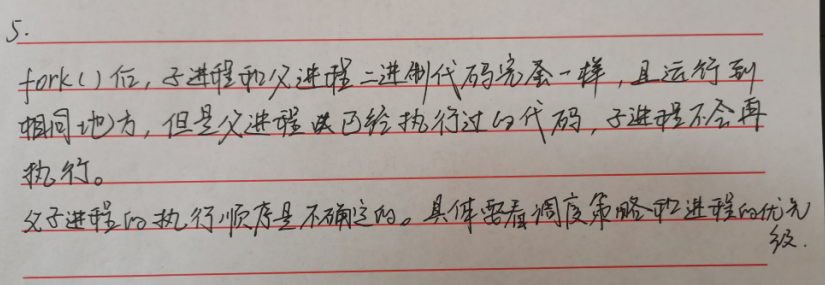 5.
fork()后，子进程和父进程二进制代码完全一样，且运行到
相同地方，但是父进程已经执行过的代码，子进程不会再
执行。
父子进程的执行顺序是不确定的。具体要看调度策略和进程的优先
级.